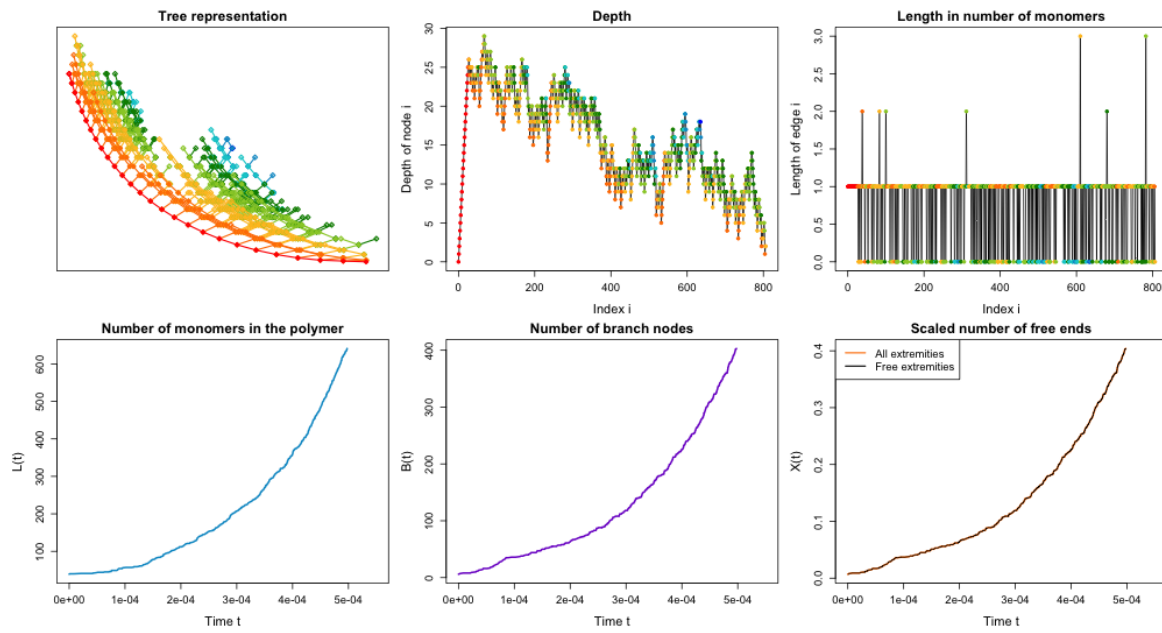 Tree representation
Depth
Depth of node i
30
25
20
15
10
5
0
0 200 400 600 800
Index i
Length in number of monomers
Length of edge i
3.0
2.5
2.0
1.5
1.0
0.5
0.0
0 200 400 600 800
Index i
Number of monomers in the polymer
L(t)
600
500
400
300
200
100
0e+00 1e-04 2e-04 3e-04 4e-04 5e-04
Time t
Number of branch nodes
B(t)
400
300
200
100
0
0e+00 1e-04 2e-04 3e-04 4e-04 5e-04
Time t
Scaled number of free ends
All extremities
Free extremities
X(t)
0.4
0.3
0.2
0.1
0.0
0e+00 1e-04 2e-04 3e-04 4e-04 5e-04
Time t